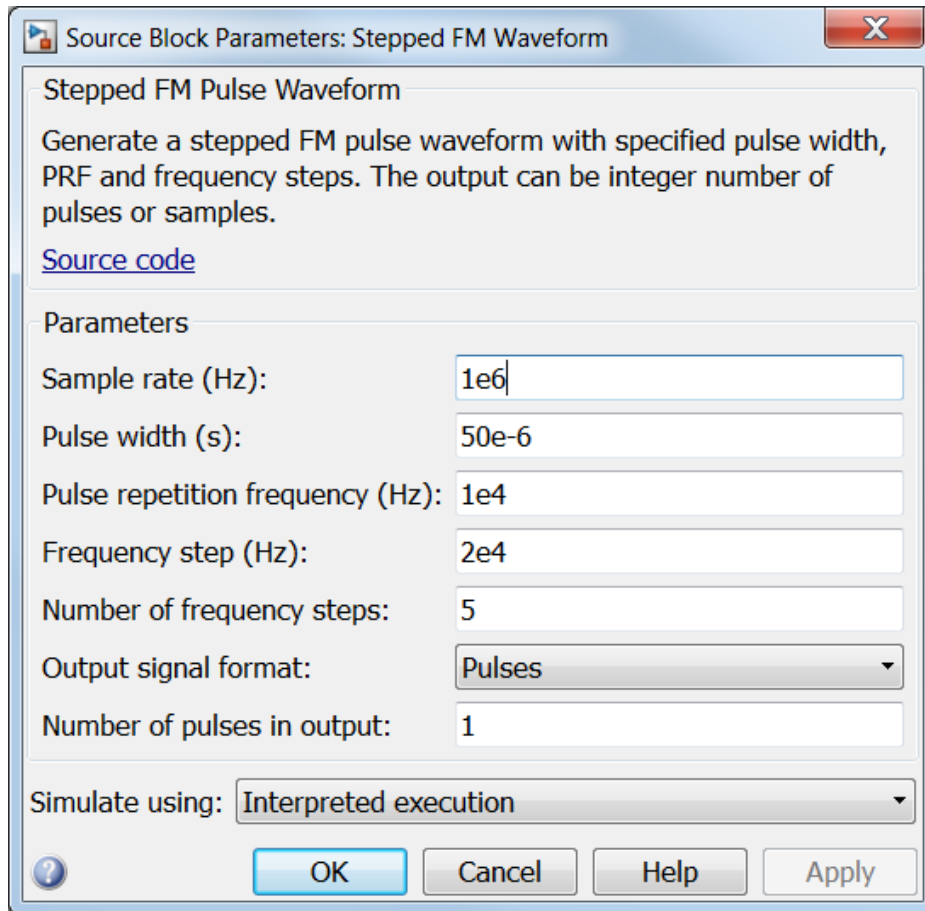 Source Block Parameters: Stepped FM Waveform
X
Stepped FM Pulse Waveform
Generate a stepped FM pulse waveform with specified pulse width,
PRF and frequency steps. The output can be integer number of
pulses or samples.
Source code
Parameters
Sample rate (Hz): 1e6
Pulse width (s): 50e-6
Pulse repetition frequency (Hz): 1e4
Frequency step (Hz): 2e4
Number of frequency steps: 5
Output signal format: Pulses
Number of pulses in output: 1
Simulate using: Interpreted execution
? OK Cancel Help Apply